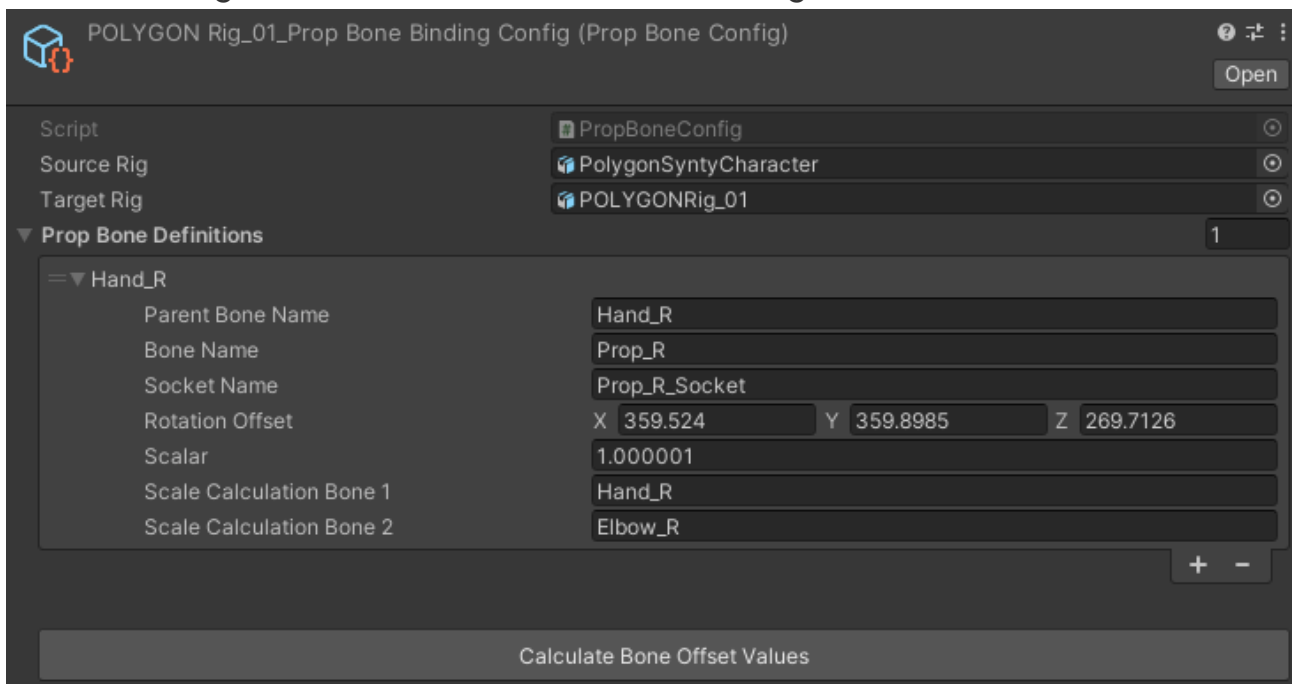 POLYGON Rig_01_Prop Bone Binding Config (Prop Bone Config)
Open
Script PropBoneConfig
Source Rig PolygonSyntyCharacter
Target Rig POLYGONRig_01
Prop Bone Definitions 1
Hand_R
Parent Bone Name Hand_R
Bone Name Prop_R
Socket Name Prop_R_Socket
Rotation Offset X 359.524 Y 359.8985 Z 269.7126
Scalar 1.000001
Scale Calculation Bone 1 Hand_R
Scale Calculation Bone 2 Elbow_R
+ -
Calculate Bone Offset Values